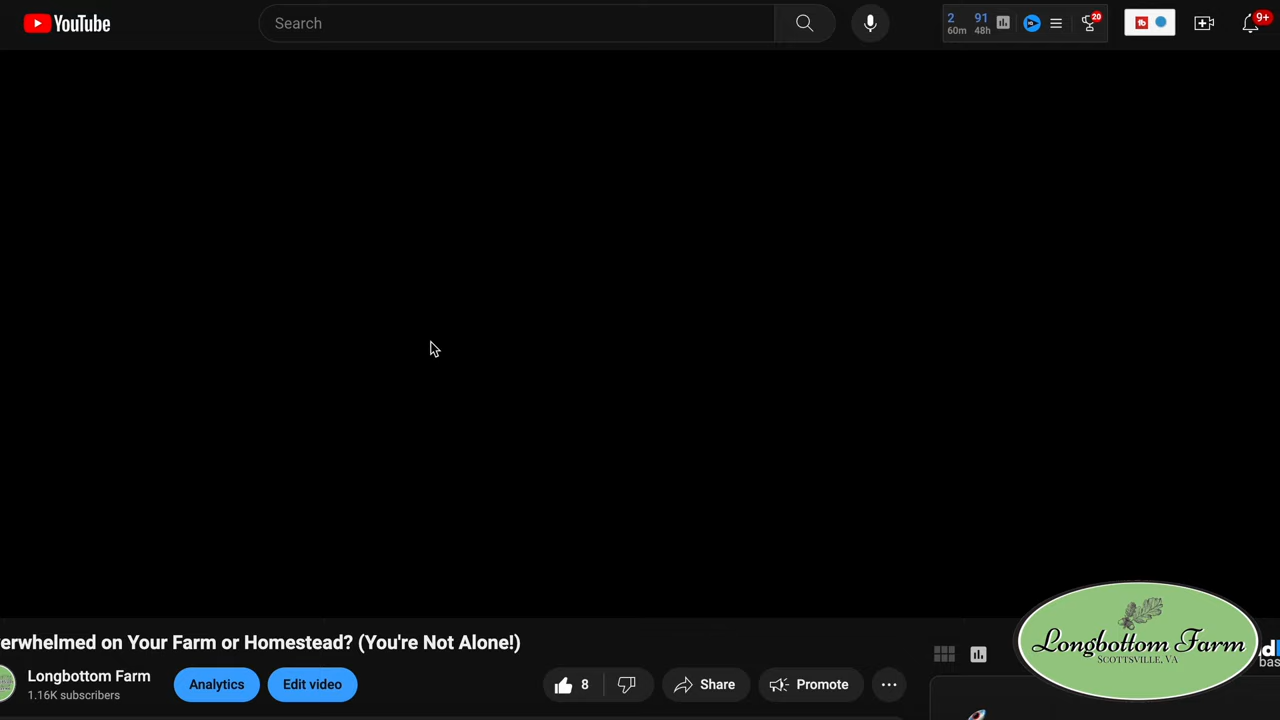 YouTube
Search
2 91
60m 48h
20
9+
erwhelmed on Your Farm or Homestead? (You're Not Alone!)
Longbottom Farm
1.16K subscribers
Analytics
Edit video
8
Share
Promote
Longbottom Farm
SCOTTSVILLE, VA
bas